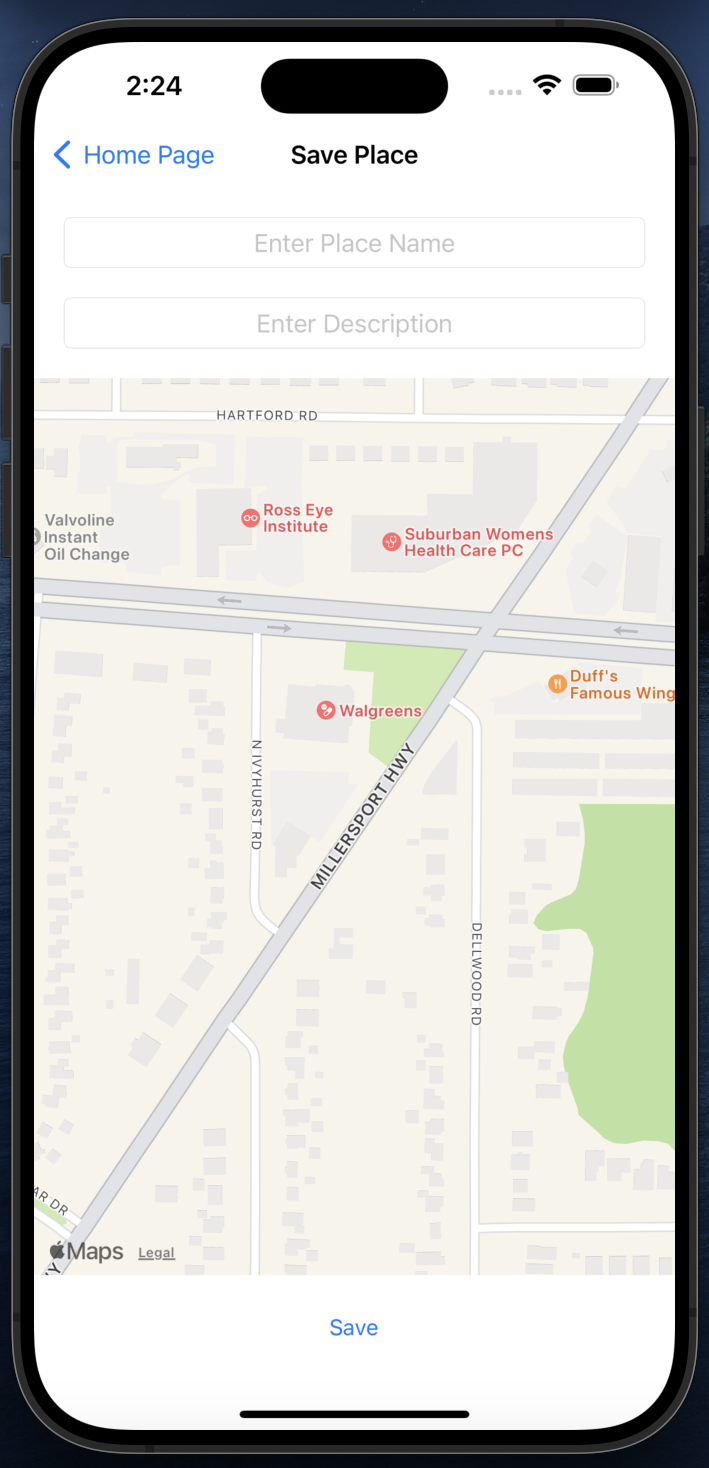 2:24
Home Page
Save Place
Enter Place Name
Enter Description
HARTFORD RD
Ross Eye
Institute
Valvoline
Instant
Oil Change
Suburban Womens
Health Care PC
Duff's
Famous Wing
Walgreens
N IVYHURST RD
MILLERSPORT HWY
DELLWOOD RD
AR DR
Maps
Legal
Y
Save